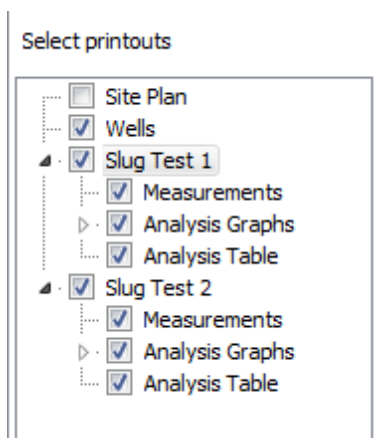 Select printouts
Site Plan
Wells
Slug Test 1
Measurements
Analysis Graphs
Analysis Table
Slug Test 2
Measurements
Analysis Graphs
Analysis Table